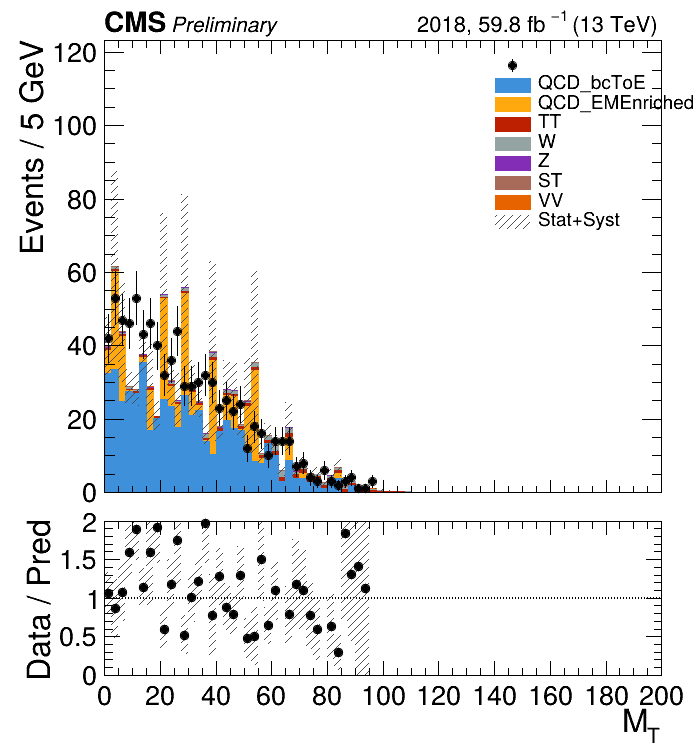 CMS Preliminary
2018, 59.8 fb⁻¹ (13 TeV)
Events / 5 GeV
120
100
80
60
40
20
0
QCD_bcToE
QCD_EMEnriched
TT
W
Z
ST
VV
Stat+Syst
Data / Pred
2
1.5
1
0.5
0
0 20 40 60 80 100 120 140 160 180 200
M_T